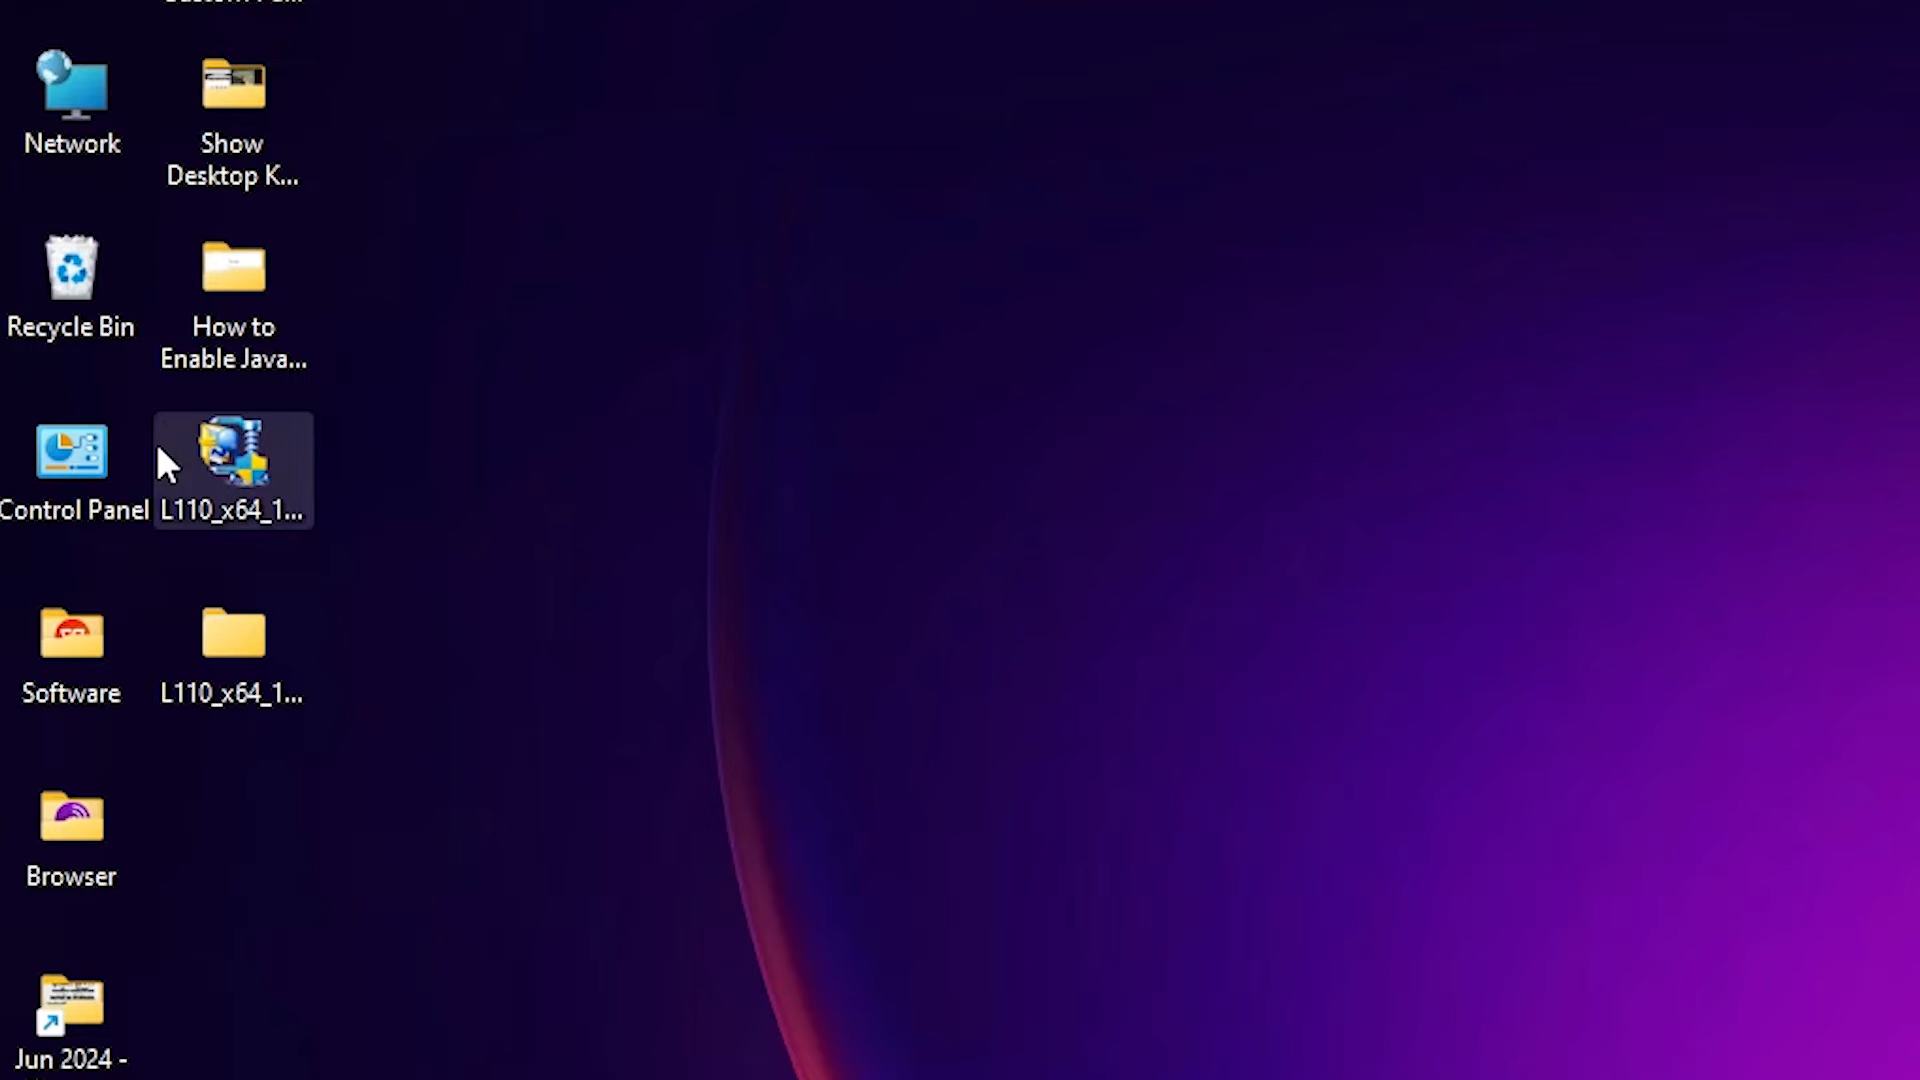 Network
Show
Desktop K...
Recycle Bin
How to
Enable Java...
Control Panel
L110_x64_1...
Software
L110_x64_1...
Browser
Jun 2024 -